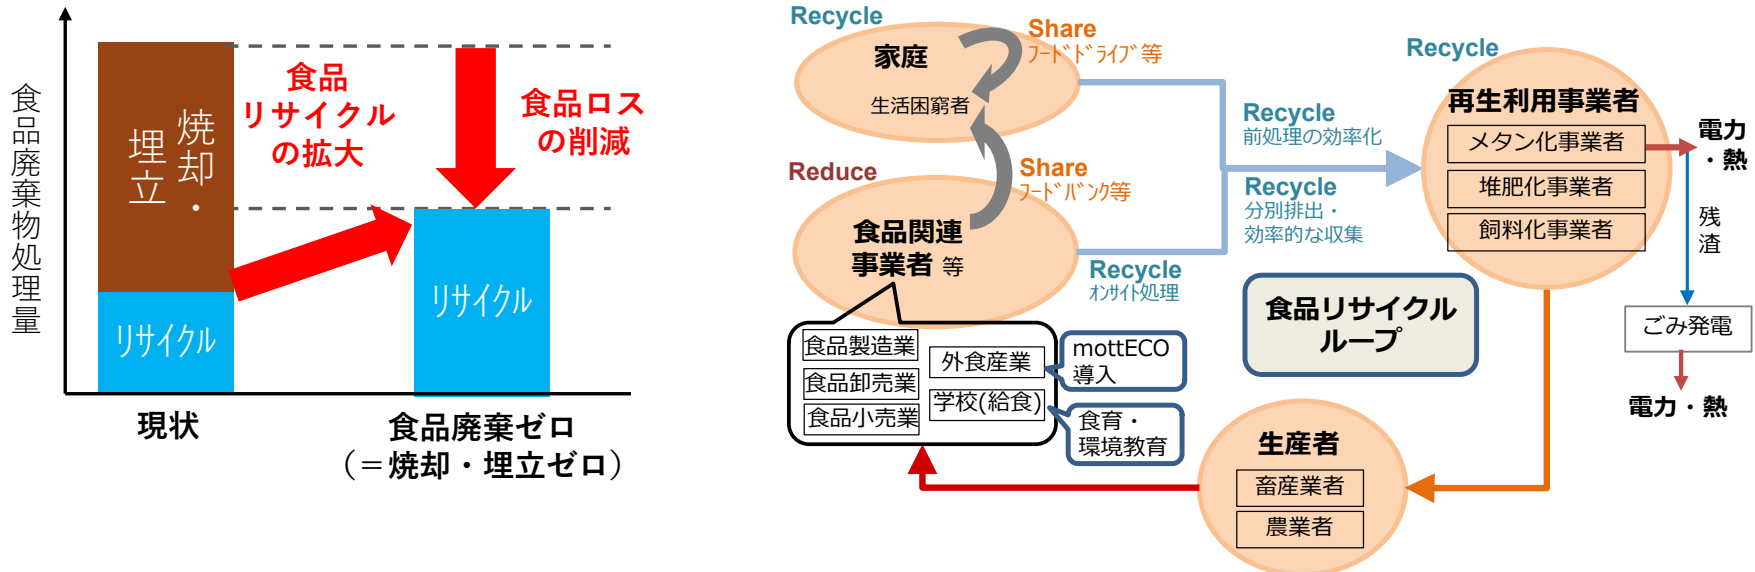 食品廃棄物処理量
焼却・
埋立
リサイクル
食品
リサイクル
の拡大
食品ロス
の削減
リサイクル
現状
食品廃棄ゼロ
(＝焼却・埋立ゼロ)
Recycle
家庭
生活困窮者
Share
フードドライブ等
Reduce
Share
フードバンク等
食品関連
事業者 等
Recycle
前処理の効率化
Recycle
分別排出・
効率的な収集
Recycle
オンサイト処理
Recycle
再生利用事業者
メタン化事業者
堆肥化事業者
飼料化事業者
電力
・熱
残渣
ごみ発電
電力・熱
食品リサイクル
ループ
食品製造業
食品卸売業
食品小売業
外食産業
学校(給食)
mottECO
導入
食育・
環境教育
生産者
畜産業者
農業者